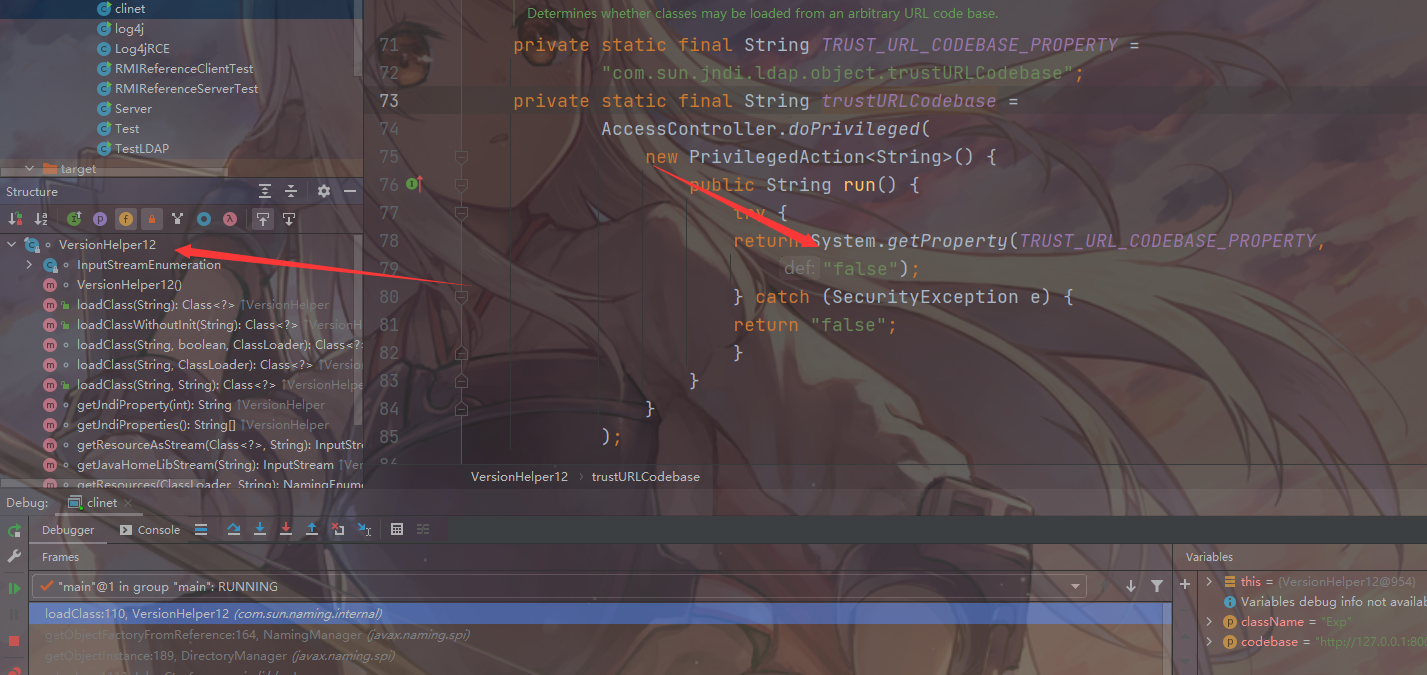 clinet
log4j
Log4jRCE
RMIReferenceClientTest
RMIReferenceServerTest
Server
Test
TestLDAP
target
Structure
VersionHelper12
InputStreamEnumeration
VersionHelper12()
loadClass(String): Class<?> ↑VersionHelper
loadClassWithoutInit(String): Class<?> ↑VersionH
loadClass(String, boolean, ClassLoader): Class<?>
loadClass(String, ClassLoader): Class<?> ↑Version
loadClass(String, String): Class<?> ↑VersionHelper
getJndiProperty(int): String ↑VersionHelper
getJndiProperties(): String[] ↑VersionHelper
getResourceAsStream(Class<?>, String): InputStre
getJavaHomeLibStream(String): InputStream ↑Ver
getResources(ClassLoader, String): NamingEnume
Determines whether classes may be loaded from an arbitrary URL code base.
71 private static final String TRUST_URL_CODEBASE_PROPERTY =
72 "com.sun.jndi.ldap.object.trustURLCodebase";
73 private static final String trustURLCodebase =
74 AccessController.doPrivileged(
75 new PrivilegedAction<String>() {
76 public String run() {
77 try {
78 return System.getProperty(TRUST_URL_CODEBASE_PROPERTY,
79 def: "false");
80 } catch (SecurityException e) {
81 return "false";
82 }
83 }
84 }
85 );
86
VersionHelper12 › trustURLCodebase
Debug: clinet
Debugger Console
Frames
"main"@1 in group "main": RUNNING
loadClass:110, VersionHelper12 (com.sun.naming.internal)
getObjectFactoryFromReference:164, NamingManager (javax.naming.spi)
getObjectInstance:189, DirectoryManager (javax.naming.spi)
Variables
this = {VersionHelper12@954}
Variables debug info not availab
className = "Exp"
codebase = "http://127.0.0.1:80